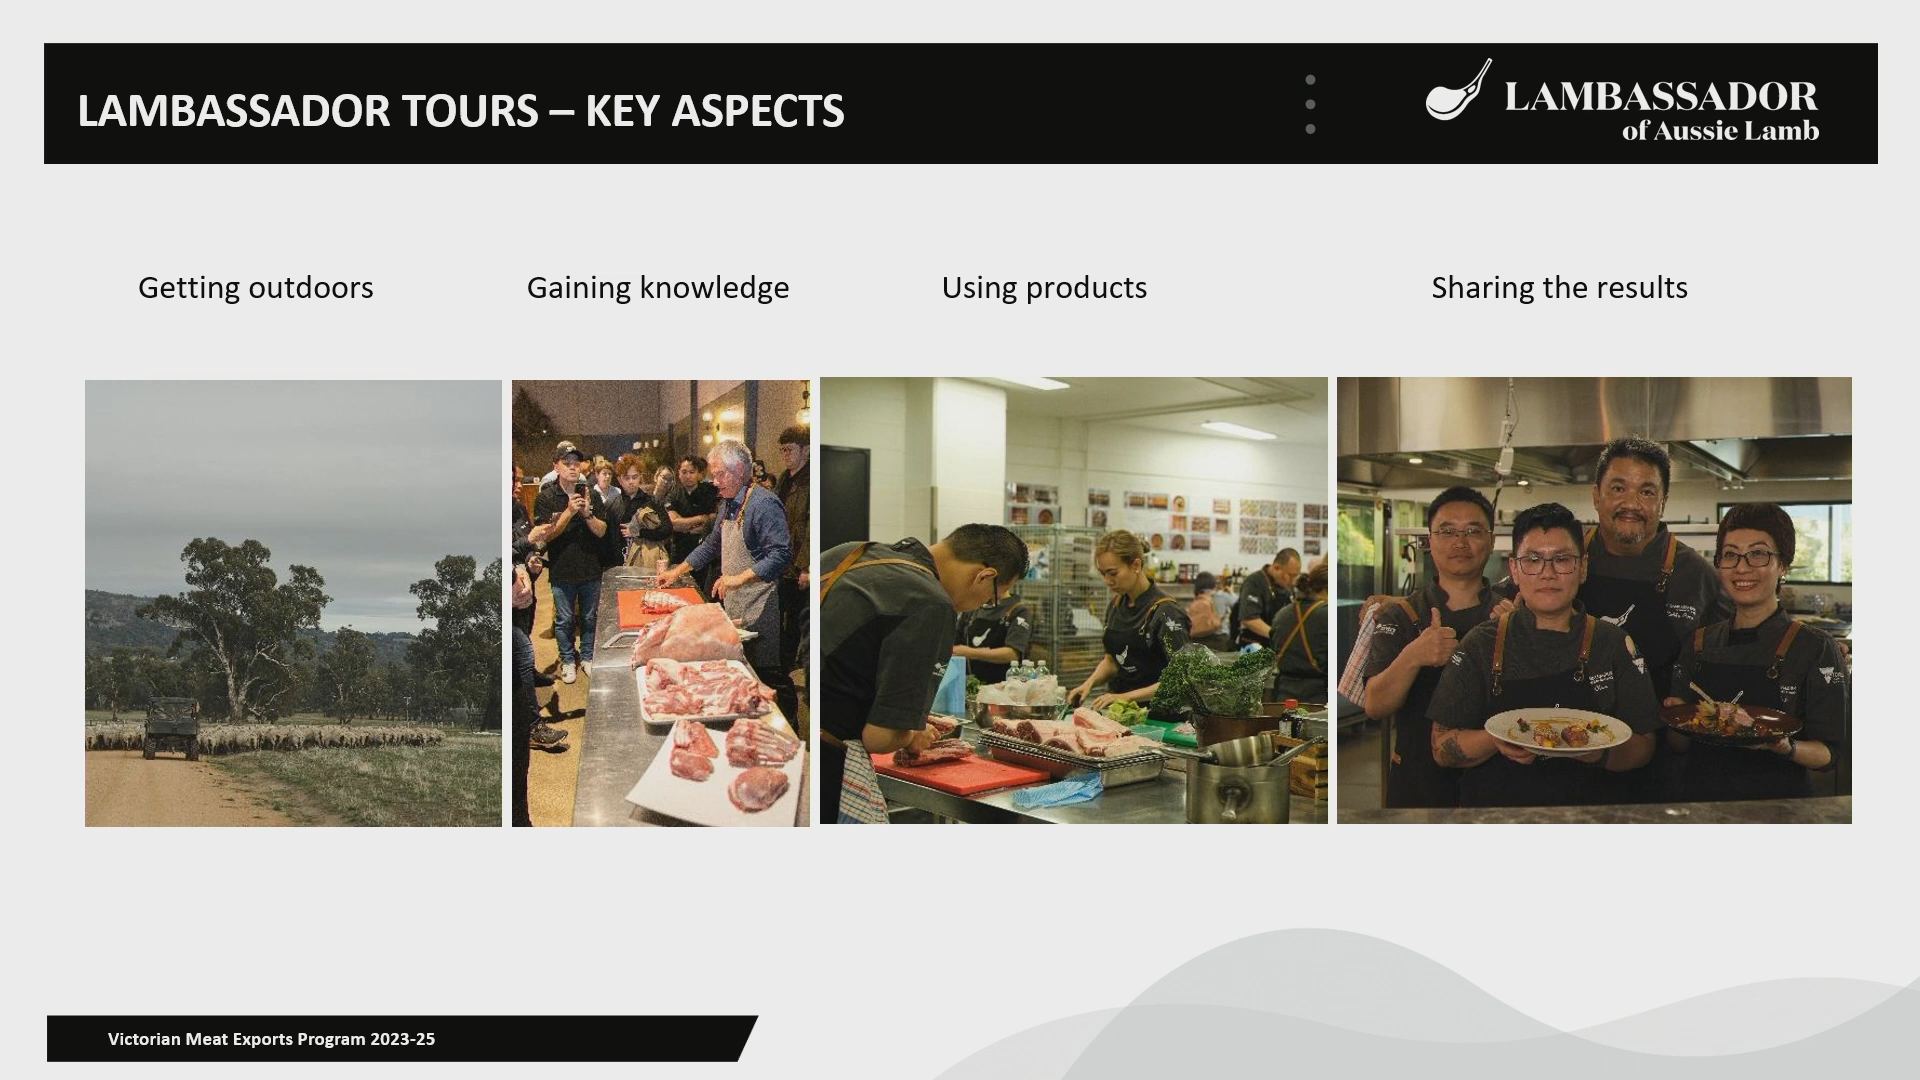 LAMBASSADOR TOURS – KEY ASPECTS
LAMBASSADOR
of Aussie Lamb
Getting outdoors
Gaining knowledge
Using products
Sharing the results
Victorian Meat Exports Program 2023-25